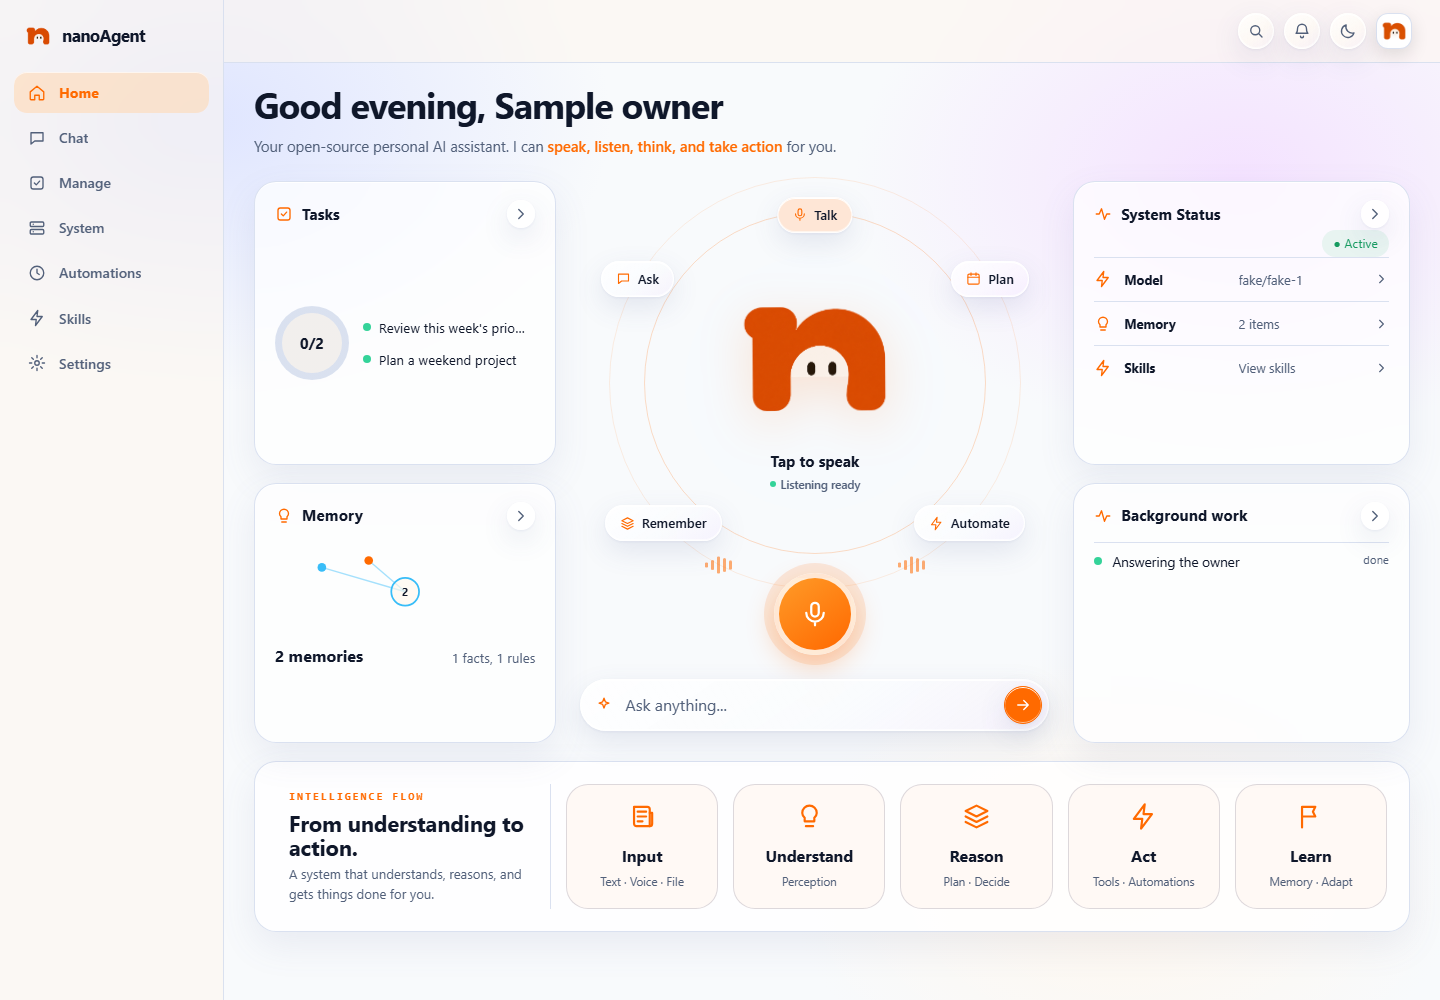 nanoAgent
Home
Chat
Manage
System
Automations
Skills
Settings
Good evening, Sample owner
Your open-source personal AI assistant. I can speak, listen, think, and take action for you.
Tasks
0/2
Review this week's prio...
Plan a weekend project
Talk
Ask
Plan
Tap to speak
Listening ready
Remember
Automate
Ask anything...
System Status
Active
Model fake/fake-1
Memory 2 items
Skills View skills
Memory
2
2 memories 1 facts, 1 rules
Background work
Answering the owner done
INTELLIGENCE FLOW
From understanding to
action.
A system that understands, reasons, and
gets things done for you.
Input
Text · Voice · File
Understand
Perception
Reason
Plan · Decide
Act
Tools · Automations
Learn
Memory · Adapt